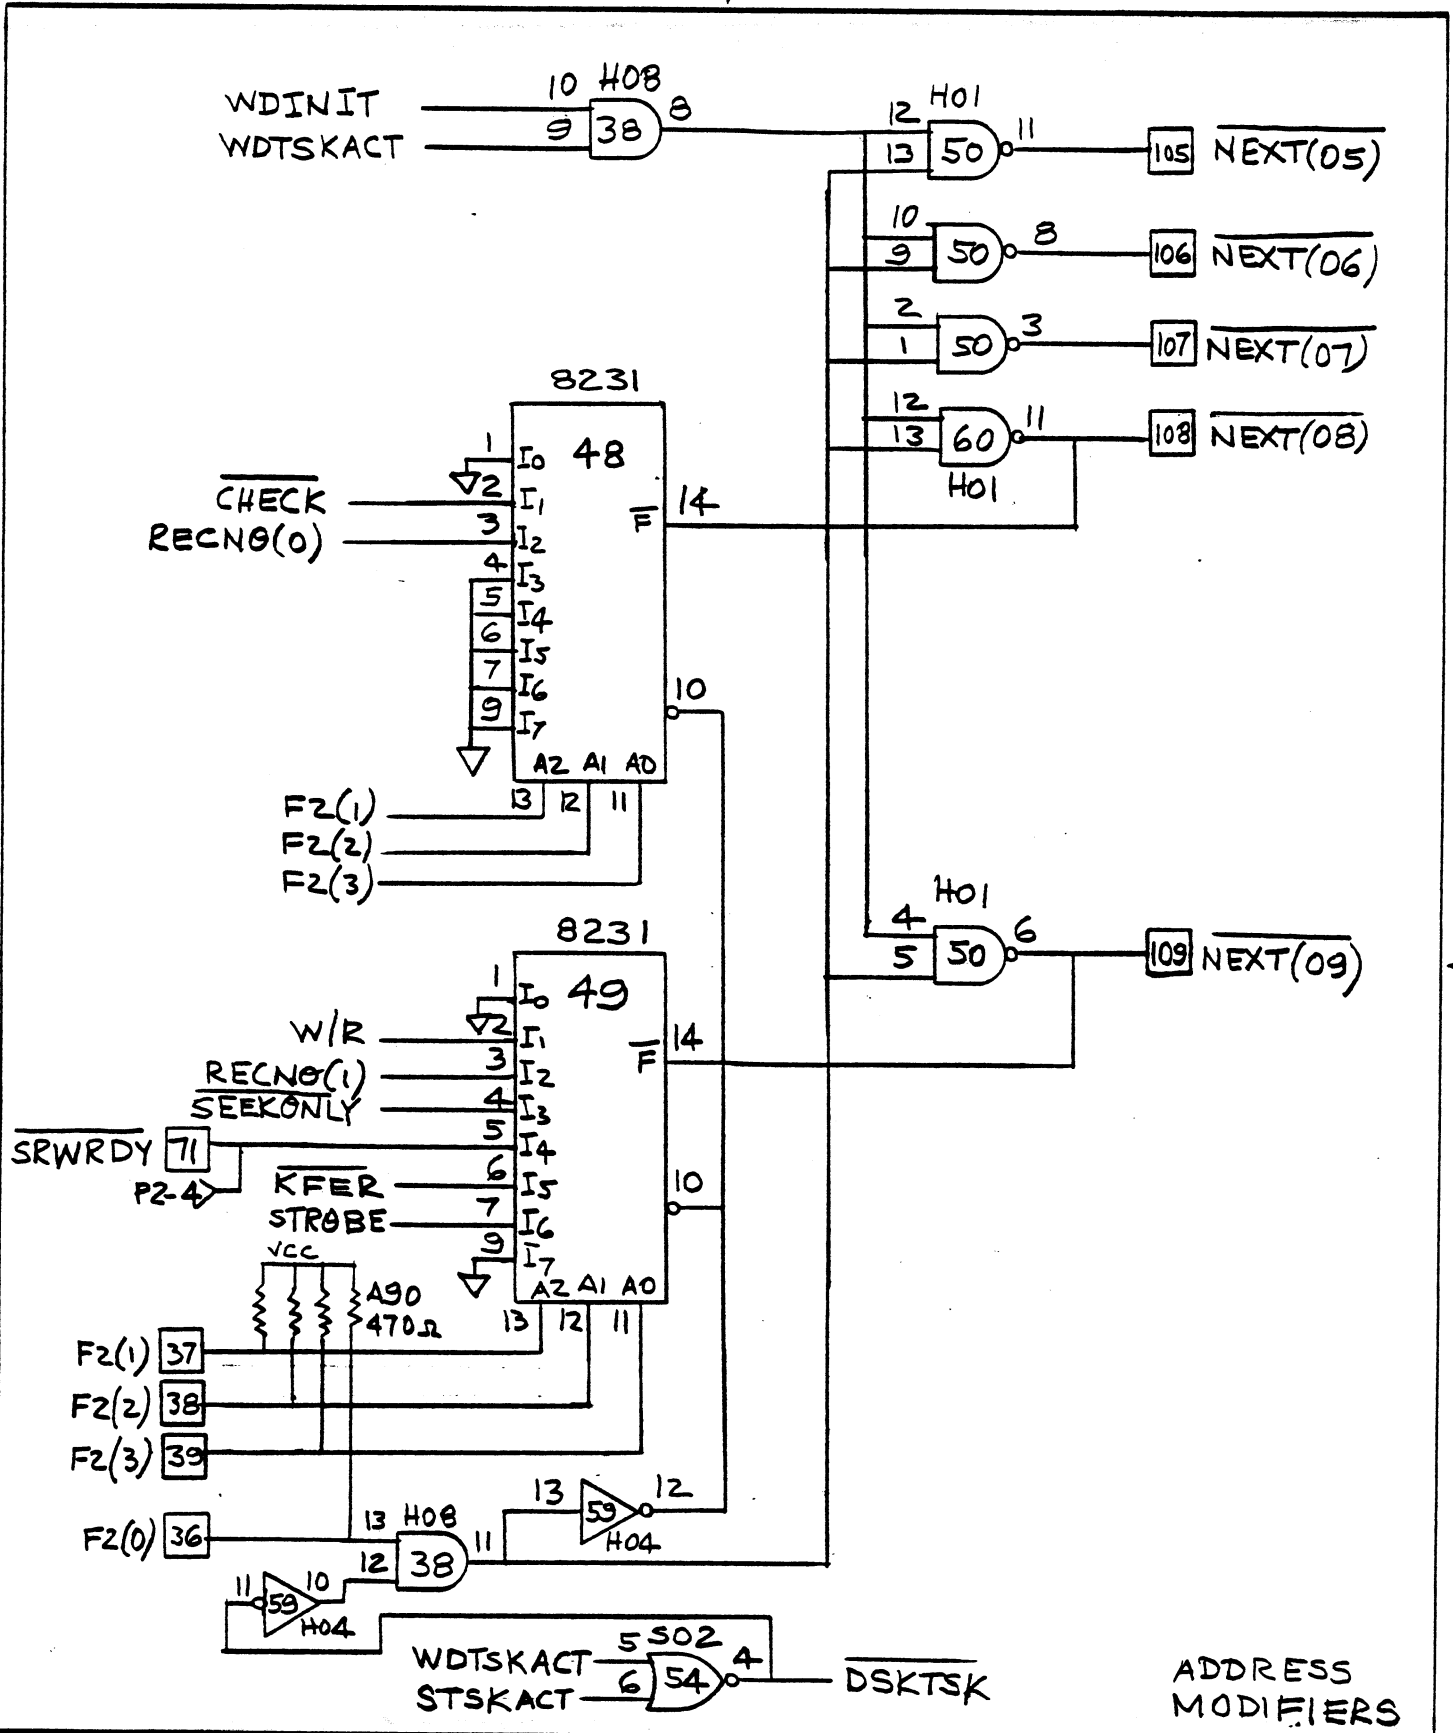 WDINIT 10 H08 8
WDTSKACT 9 38
12 H01 11
13 50 105 NEXT(05)
10 8
9 50 106 NEXT(06)
2 3
1 50 107 NEXT(07)
12 11
13 60 108 NEXT(08)
H01
8231
1 I0 48
CHECK 2 I1
RECNO(0) 3 I2
F 14
4 I3
5 I4
6 I5
7 I6
9 I7
10
A2 A1 A0
13 12 11
F2(1)
F2(2)
F2(3)
H01
4 6
5 50 109 NEXT(09)
8231
1 I0 49
W/R 2 I1
F 14
RECNO(1) 3 I2
SEEKONLY 4 I3
SRWRDY 71 5 I4
P2-4
KFER 6 I5
STROBE 7 I6
9 I7
10
VCC
A90
470Ω
A2 A1 A0
13 12 11
F2(1) 37
F2(2) 38
F2(3) 39
13 59 12
H04
F2(0) 36 13 H08 11
12 38
11 59 10
H04
WDTSKACT 5 S02 4
STSKACT 6 54 DSKTSK
ADDRESS
MODIFIERS